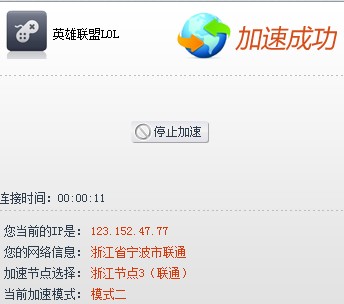 英雄联盟LOL
加速成功
停止加速
连接时间：00:00:11
您当前的IP是：123.152.47.77
您的网络信息：浙江省宁波市联通
加速节点选择：浙江节点3（联通）
当前加速模式：模式二